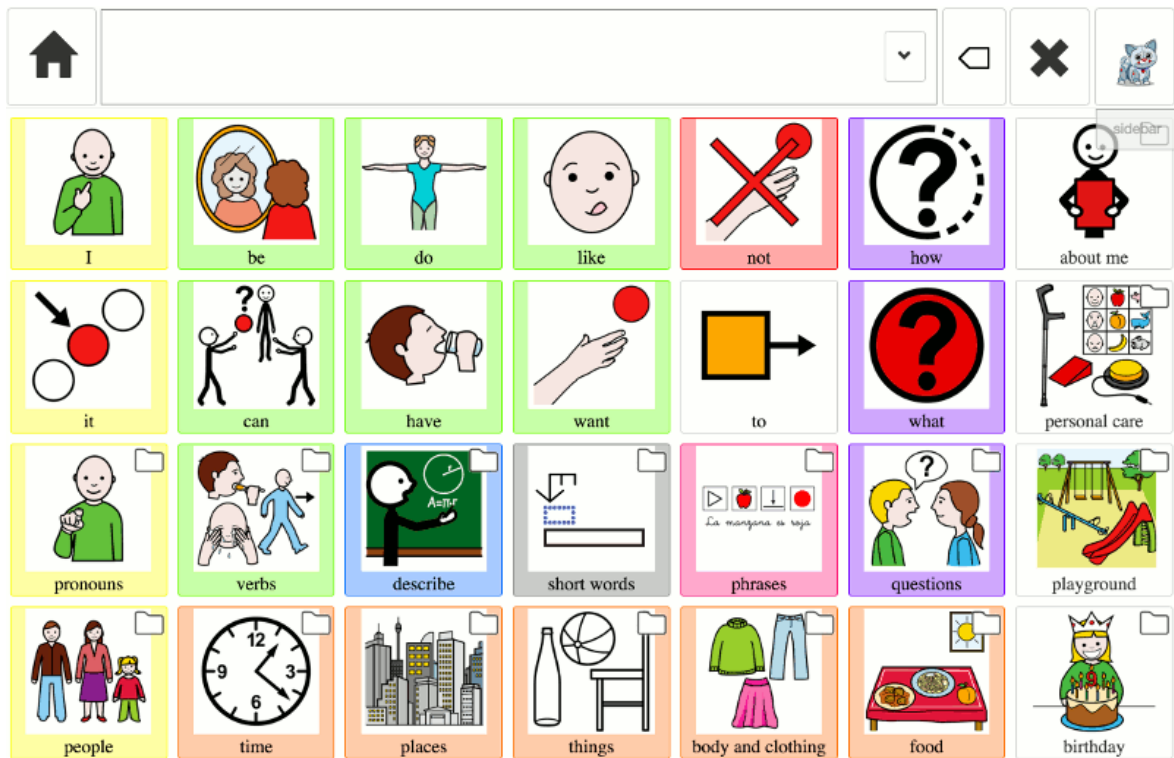 sidebar
I
be
do
like
not
how
about me
?
it
can
have
want
to
what
personal care
A=π·r
La manzana es roja
?
pronouns
verbs
describe
short words
phrases
questions
playground
12
9
3
6
people
time
places
things
body and clothing
food
birthday